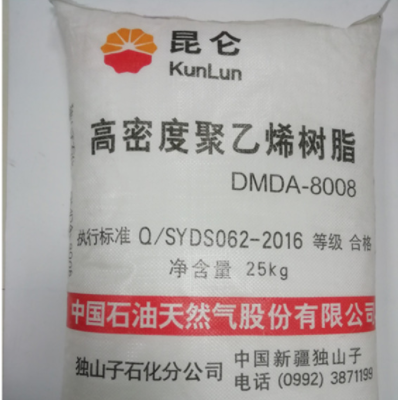 昆仑
KunLun
高密度聚乙烯树脂
DMDA-8008
执行标准 Q/SYDS062-2016 等级 合格
净含量 25kg
中国石油天然气股份有限公司
独山子石化分公司
中国新疆独山子
电话 (0992) 3871199